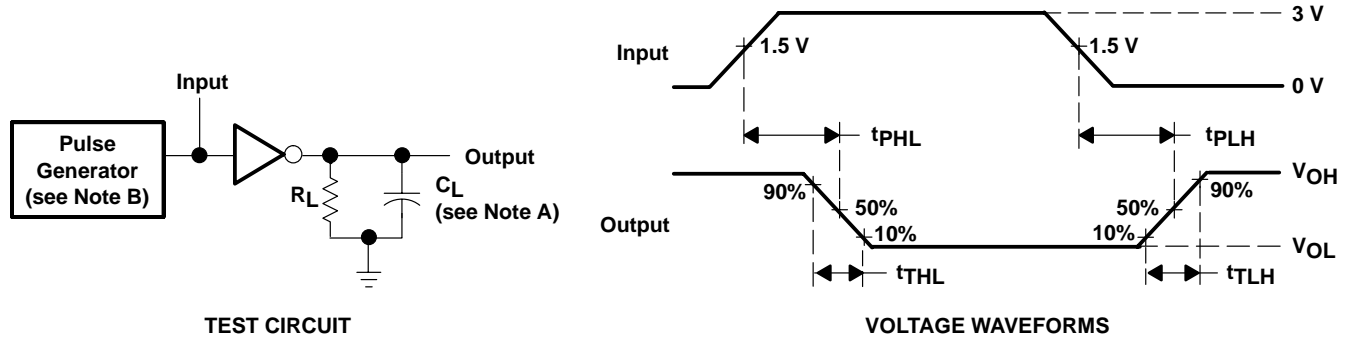 Input
Pulse
Generator
(see Note B)
Output
RL
CL
(see Note A)
TEST CIRCUIT
3 V
1.5 V
1.5 V
Input
0 V
tPHL
tPLH
VOH
90%
90%
50%
50%
Output
10%
10%
VOL
tTHL
tTLH
VOLTAGE WAVEFORMS